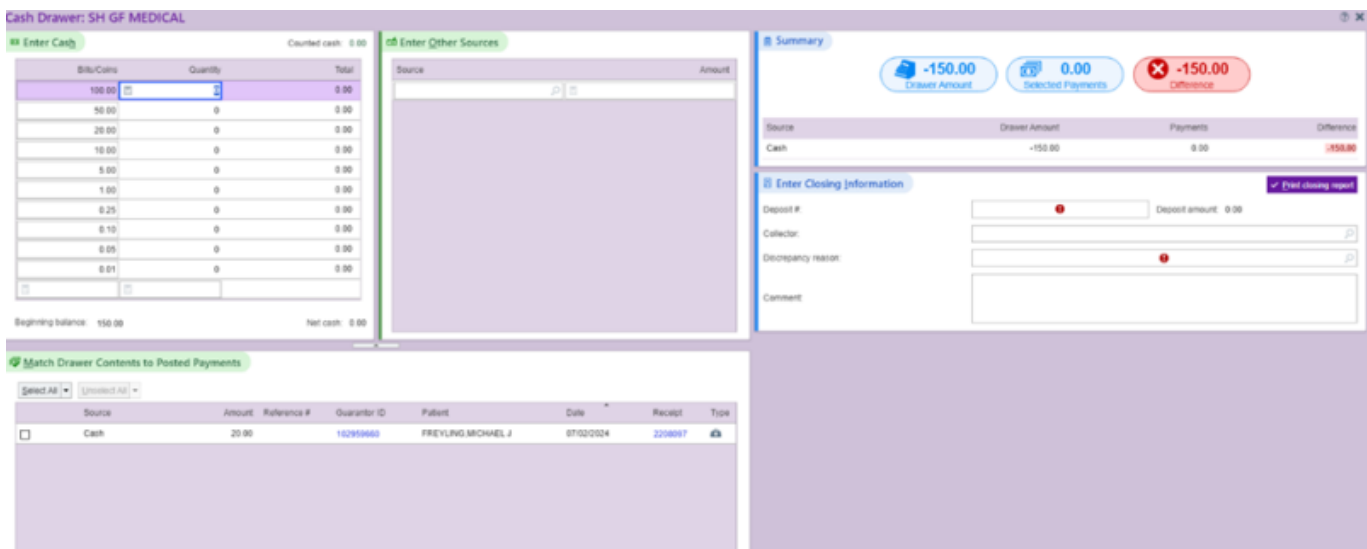 Cash Drawer: SH GF MEDICAL
Enter Cash
Counted cash: 0.00
Bills/Coins Quantity Total
100.00 0.00
50.00 0 0.00
20.00 0 0.00
10.00 0 0.00
5.00 0 0.00
1.00 0 0.00
0.25 0 0.00
0.10 0 0.00
0.05 0 0.00
0.01 0 0.00
Beginning balance: 150.00 Net cash: 0.00
Enter Other Sources
Source Amount
Summary
-150.00
Drawer Amount
0.00
Selected Payments
-150.00
Difference
Source Drawer Amount Payments Difference
Cash -150.00 0.00 -150.00
Enter Closing Information
Print closing report
Deposit #: Deposit amount: 0.00
Collector:
Discrepancy reason:
Comment:
Match Drawer Contents to Posted Payments
Select All Unselect All
Source Amount Reference # Guarantor ID Patient Date Receipt Type
Cash 20.00 102959660 FREYLING,MICHAEL J 07/02/2024 2208097